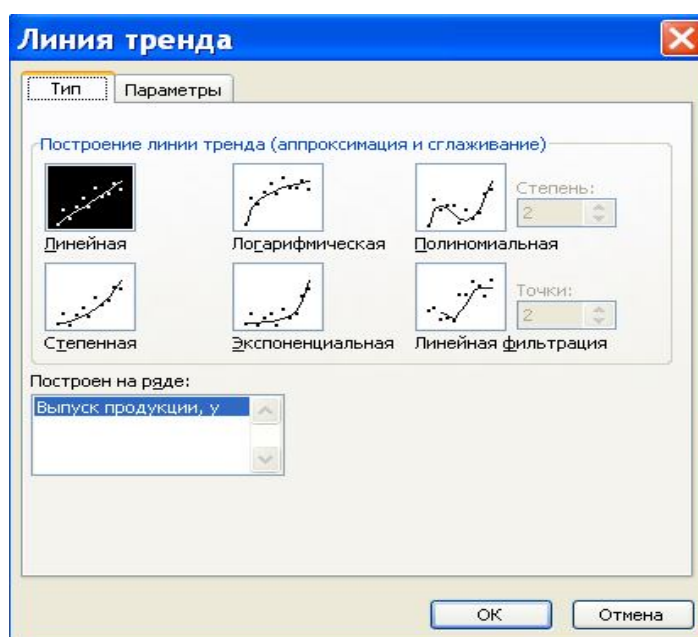 Линия тренда
Тип Параметры
Построение линии тренда (аппроксимация и сглаживание)
Степень:
2
Линейная Логарифмическая Полиномиальная
Точки:
2
Степенная Экспоненциальная Линейная фильтрация
Построен на ряде:
Выпуск продукции, у
ОК Отмена